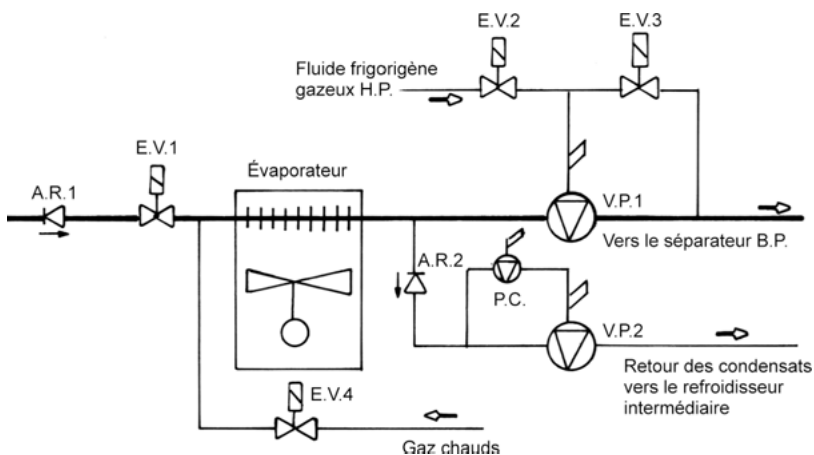 E.V.2
E.V.3
Fluide frigorigène
gazeux H.P.
E.V.1
Évaporateur
A.R.1
V.P.1
Vers le séparateur B.P.
A.R.2
P.C.
V.P.2
Retour des condensats
vers le refroidisseur
intermédiaire
E.V.4
Gaz chauds